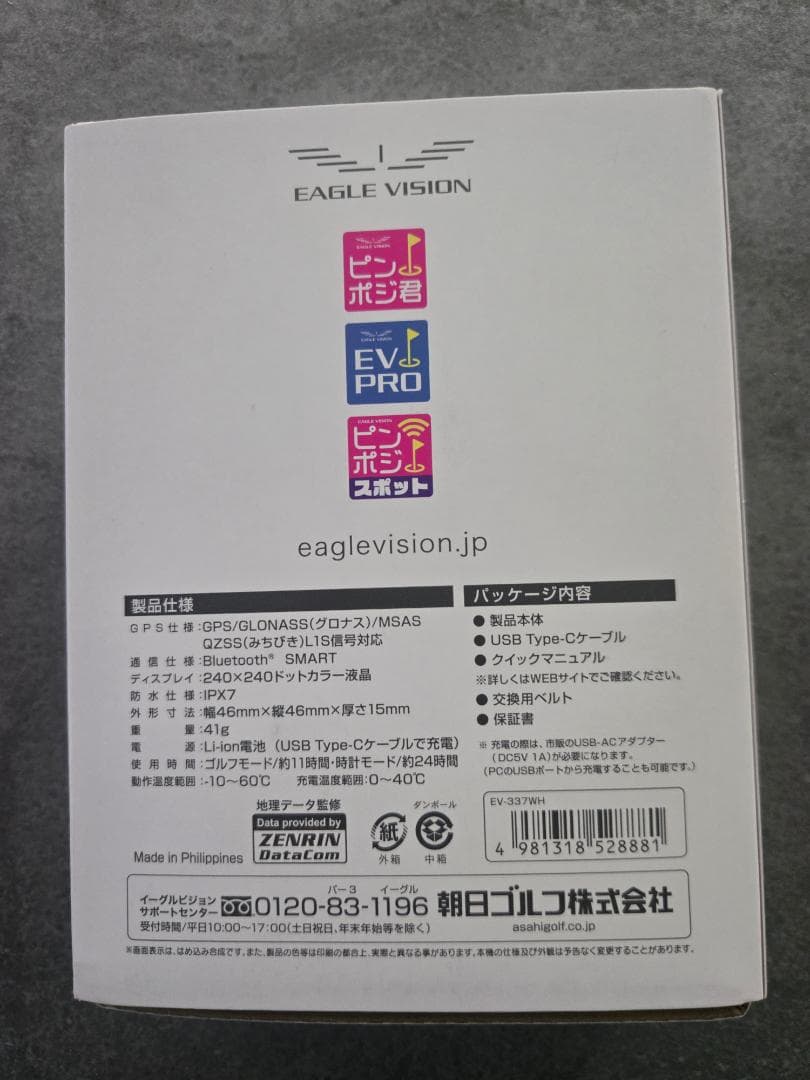 EAGLE VISION
EAGLE VISION
ピン
ポジ君
EAGLE VISION
EV
PRO
EAGLE VISION
ピン
ポジ
スポット
eaglevision.jp
製品仕様
GPS仕様:GPS/GLONASS(グロナス)/MSAS
QZSS(みちびき)L1S信号対応
通信仕様:Bluetooth® SMART
ディスプレイ:240×240ドットカラー液晶
防水仕様:IPX7
外形寸法:幅46mm×縦46mm×厚さ15mm
重量:41g
電源:Li-ion電池(USB Type-Cケーブルで充電)
使用時間:ゴルフモード/約11時間・時計モード/約24時間
動作温度範囲:-10~60℃ 充電温度範囲:0~40℃
パッケージ内容
● 製品本体
● USB Type-Cケーブル
● クイックマニュアル
※詳しくはWEBサイトでご確認ください。
● 交換用ベルト
● 保証書
※ 充電の際は、市販のUSB-ACアダプター
(DC5V 1A)が必要になります。
(PCのUSBポートから充電することも可能です。)
Made in Philippines
地理データ監修
Data provided by
ZENRIN
DataCom
紙
外箱
ダンボール
中箱
EV-337WH
4 981318 528881
イーグルビジョン
サポートセンター
バー3 イーグル
0120-83-1196
受付時間/平日10:00~17:00(土日祝日、年末年始等を除く)
朝日ゴルフ株式会社
asahigolf.co.jp
※画面表示は、はめ込み合成です。また、製品の色等は印刷の都合上、実際と異なる事があります。本機の仕様及び外観は予告なく変更することがあります。